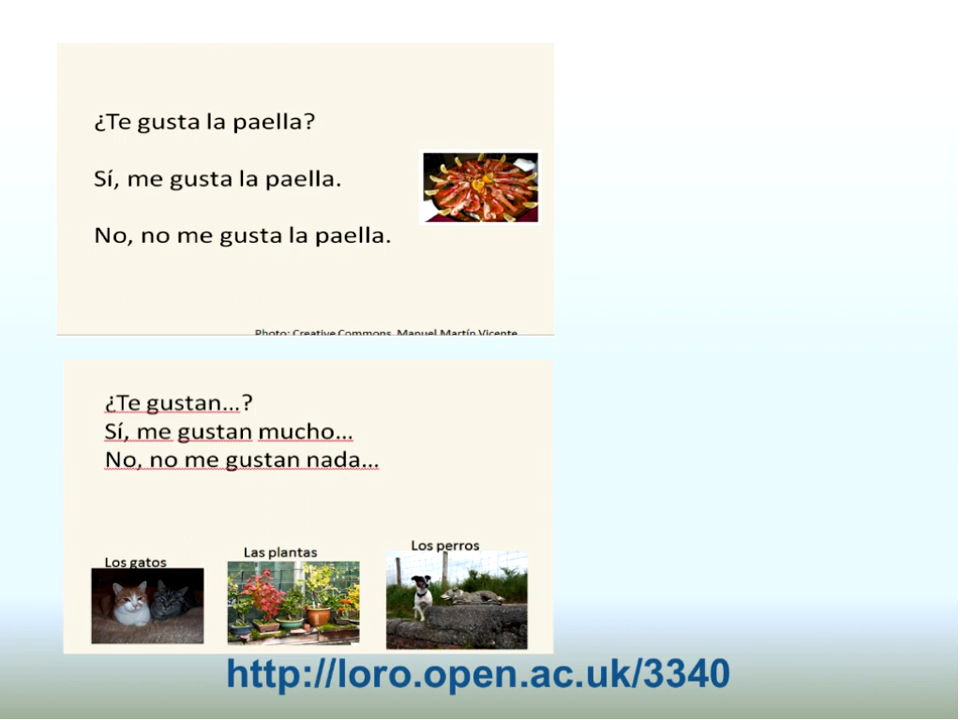 ¿Te gusta la paella?
Sí, me gusta la paella.
No, no me gusta la paella.
Photo: Creative Commons, Manuel Martín Vicente
¿Te gustan...?
Sí, me gustan mucho...
No, no me gustan nada...
Los gatos
Las plantas
Los perros
http://loro.open.ac.uk/3340